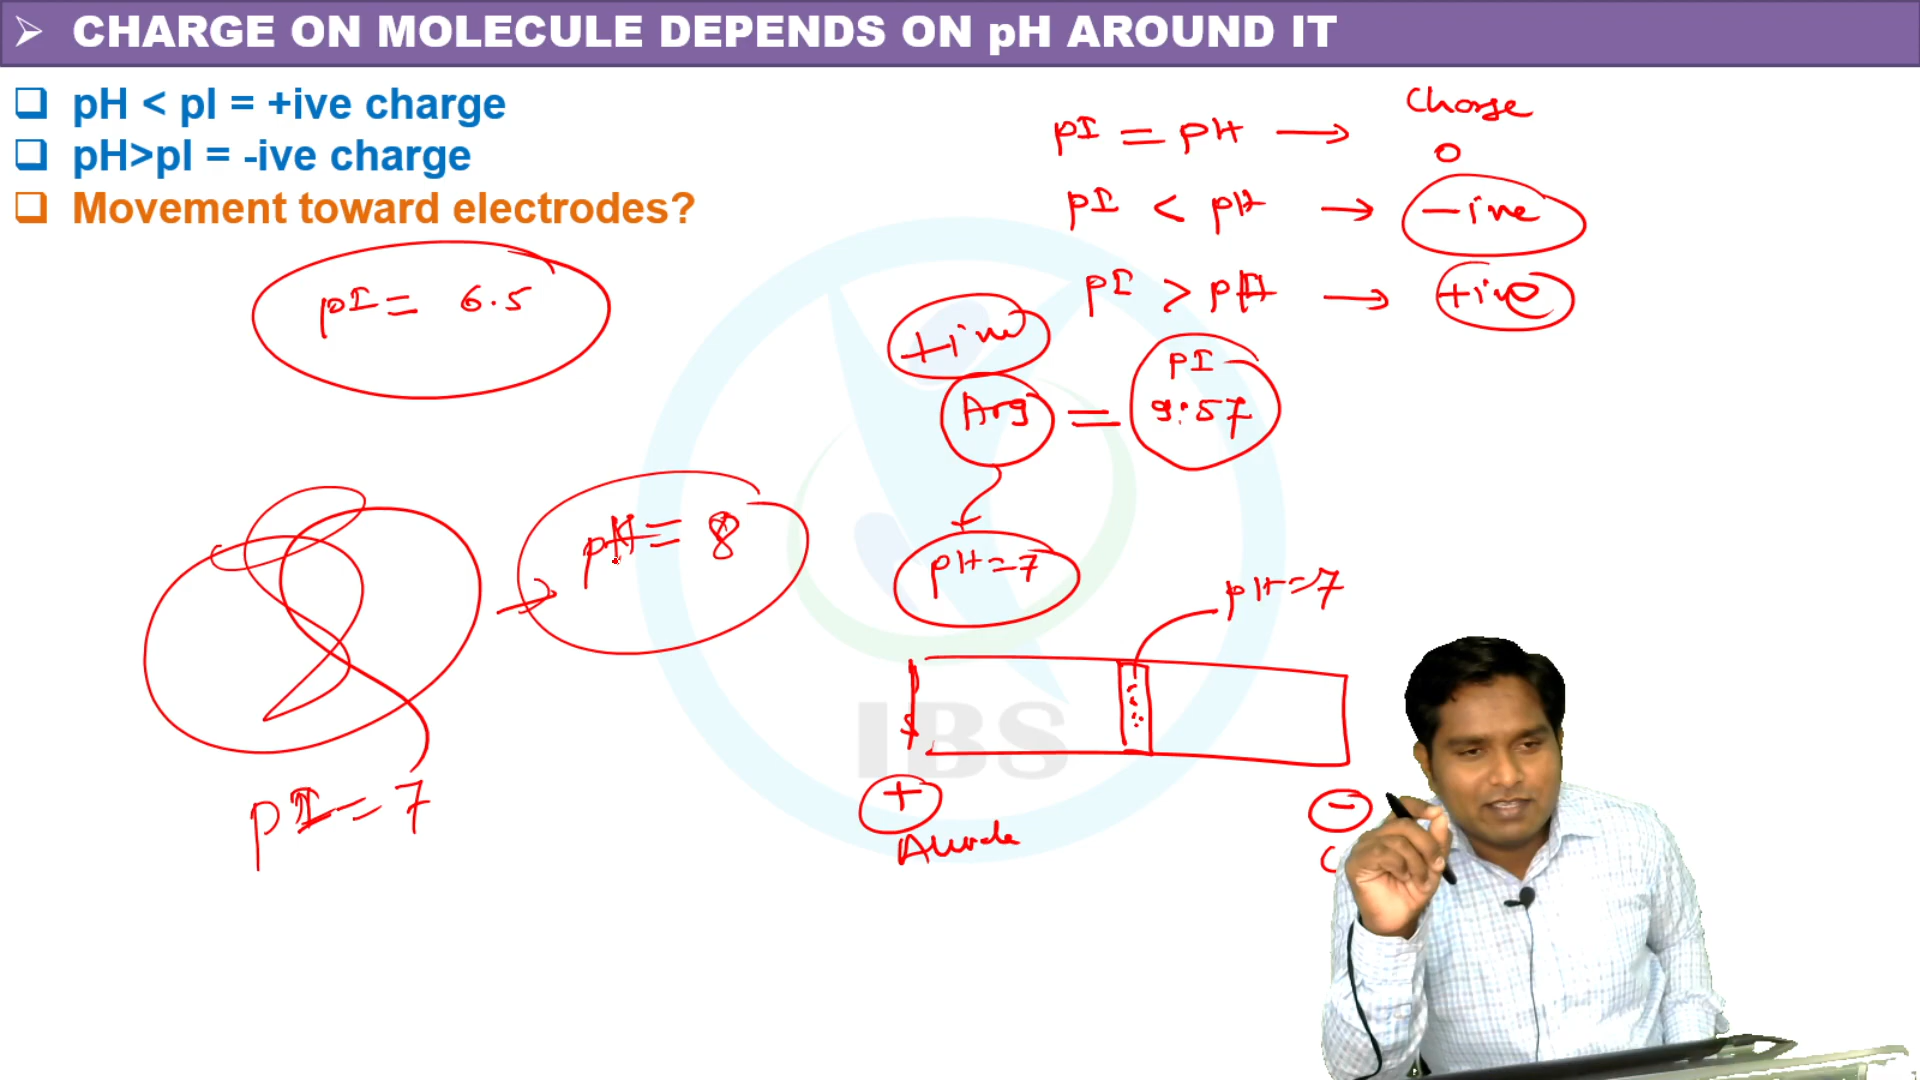 CHARGE ON MOLECULE DEPENDS ON pH AROUND IT
pH < pI = +ive charge
pH>pI = -ive charge
Movement toward electrodes?
Charge
pI = pH → 0
pI < pH → -ive
pI > pH → +ive
pI = 6.5
+ive
Arg =
pI
9.57
pH = 8
pH = 7
pH = 7
pI = 7
IBS
+
-
Anode